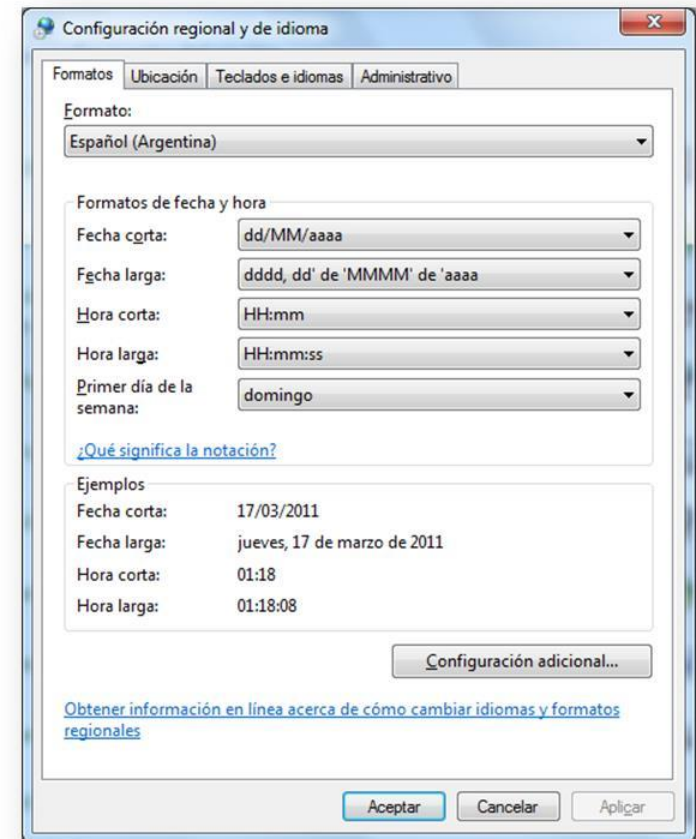 Configuración regional y de idioma
Formatos Ubicación Teclados e idiomas Administrativo
Formato:
Español (Argentina)
Formatos de fecha y hora
Fecha corta: dd/MM/aaaa
Fecha larga: dddd, dd' de 'MMMM' de 'aaaa
Hora corta: HH:mm
Hora larga: HH:mm:ss
Primer día de la
semana: domingo
¿Qué significa la notación?
Ejemplos
Fecha corta: 17/03/2011
Fecha larga: jueves, 17 de marzo de 2011
Hora corta: 01:18
Hora larga: 01:18:08
Configuración adicional...
Obtener información en línea acerca de cómo cambiar idiomas y formatos
regionales
Aceptar Cancelar Aplicar